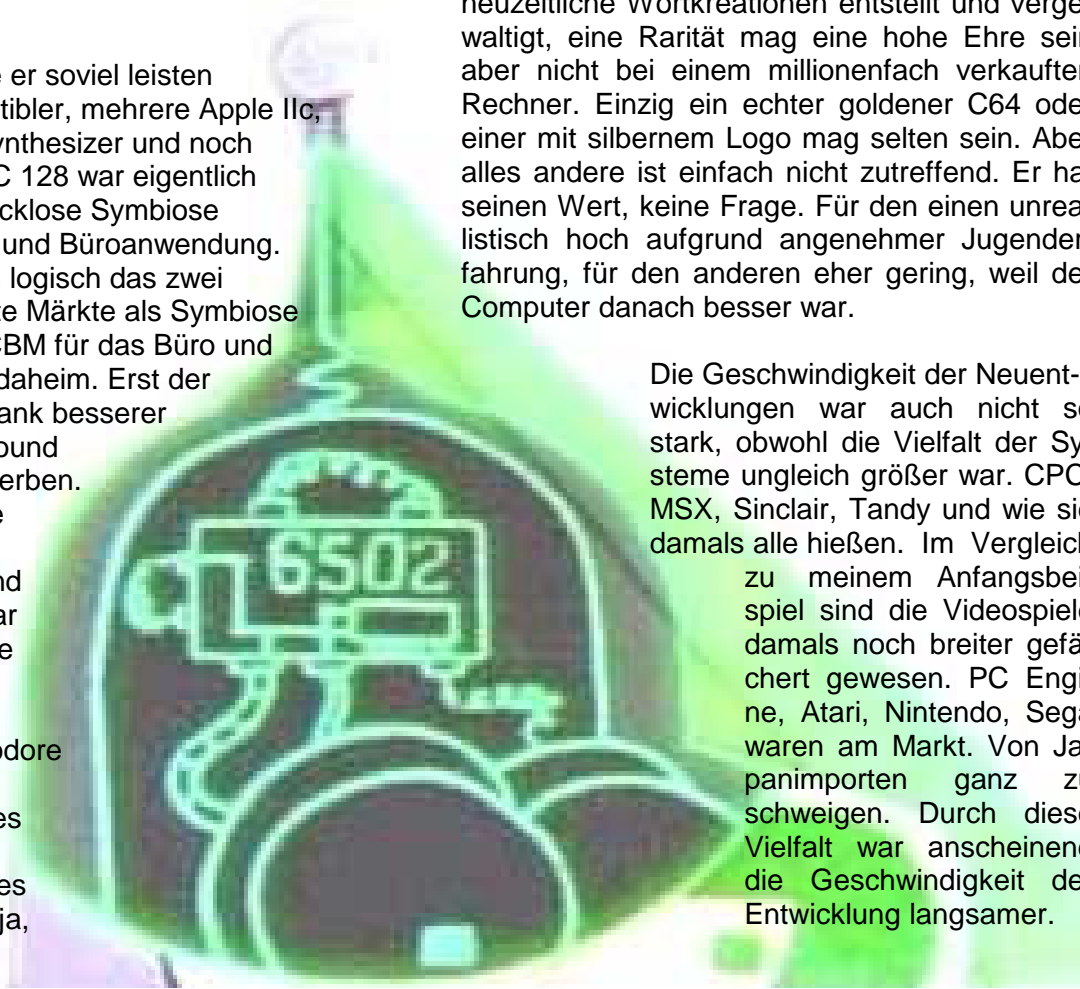 e er soviel leisten
tibler, mehrere Apple IIc,
ynthesizer und noch
C 128 war eigentlich
cklose Symbiose
und Büroanwendung.
logisch das zwei
te Märkte als Symbiose
CBM für das Büro und
daheim. Erst der
ank besserer
ound
erben.
e
nd
ar
e
odore
es
es
ja,
neuzeitliche Wortkreationen entstellt und verge
waltigt, eine Rarität mag eine hohe Ehre sein
aber nicht bei einem millionenfach verkaufter
Rechner. Einzig ein echter goldener C64 ode
einer mit silbernem Logo mag selten sein. Abe
alles andere ist einfach nicht zutreffend. Er ha
seinen Wert, keine Frage. Für den einen unrea
listisch hoch aufgrund angenehmer Jugender
fahrung, für den anderen eher gering, weil de
Computer danach besser war.
Die Geschwindigkeit der Neuent-
wicklungen war auch nicht so
stark, obwohl die Vielfalt der Sy
steme ungleich größer war. CPC
MSX, Sinclair, Tandy und wie sie
damals alle hießen. Im Vergleich
zu meinem Anfangsbei
spiel sind die Videospiele
damals noch breiter gefä
chert gewesen. PC Engi
ne, Atari, Nintendo, Sega
waren am Markt. Von Ja
panimporten ganz zu
schweigen. Durch diese
Vielfalt war anscheinend
die Geschwindigkeit de
Entwicklung langsamer.
6502